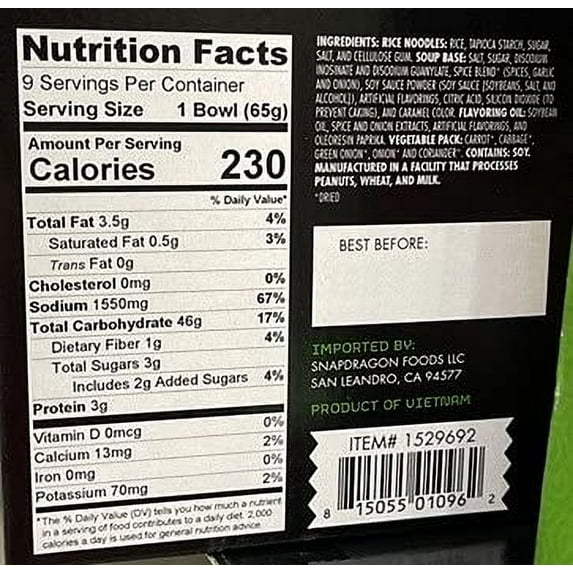 Nutrition Facts
9 Servings Per Container
Serving Size 1 Bowl (65g)
Amount Per Serving
Calories 230
% Daily Value*
Total Fat 3.5g 4%
Saturated Fat 0.5g 3%
Trans Fat 0g
Cholesterol 0mg 0%
Sodium 1550mg 67%
Total Carbohydrate 46g 17%
Dietary Fiber 1g 4%
Total Sugars 3g
Includes 2g Added Sugars 4%
Protein 3g
Vitamin D 0mcg 0%
Calcium 13mg 2%
Iron 0mg 0%
Potassium 70mg 2%
*The % Daily Value (DV) tells you how much a nutrient
in a serving of food contributes to a daily diet. 2,000
calories a day is used for general nutrition advice.
INGREDIENTS: RICE NOODLES: RICE, TAPIOCA STARCH, SUGAR,
SALT, AND CELLULOSE GUM. SOUP BASE: SALT, SUGAR, DISODIUM
INOSINATE AND DISODIUM GUANYLATE, SPICE BLEND* (SPICES, GARLIC
AND ONION), SOY SAUCE POWDER (SOY SAUCE [SOYBEANS, SALT, AND
ALCOHOL]), ARTIFICIAL FLAVORINGS, CITRIC ACID, SILICON DIOXIDE (TO
PREVENT CAKING), AND CARAMEL COLOR. FLAVORING OIL: SOYBEAN
OIL, SPICE AND ONION EXTRACTS, ARTIFICIAL FLAVORINGS, AND
OLEORESIN PAPRIKA. VEGETABLE PACK: CARROT*, CABBAGE*,
GREEN ONION*, ONION* AND CORIANDER*. CONTAINS: SOY.
MANUFACTURED IN A FACILITY THAT PROCESSES
PEANUTS, WHEAT, AND MILK.
*DRIED
BEST BEFORE:
IMPORTED BY:
SNAPDRAGON FOODS LLC
SAN LEANDRO, CA 94577
PRODUCT OF VIETNAM
ITEM# 1529692
8 15055 01096 2